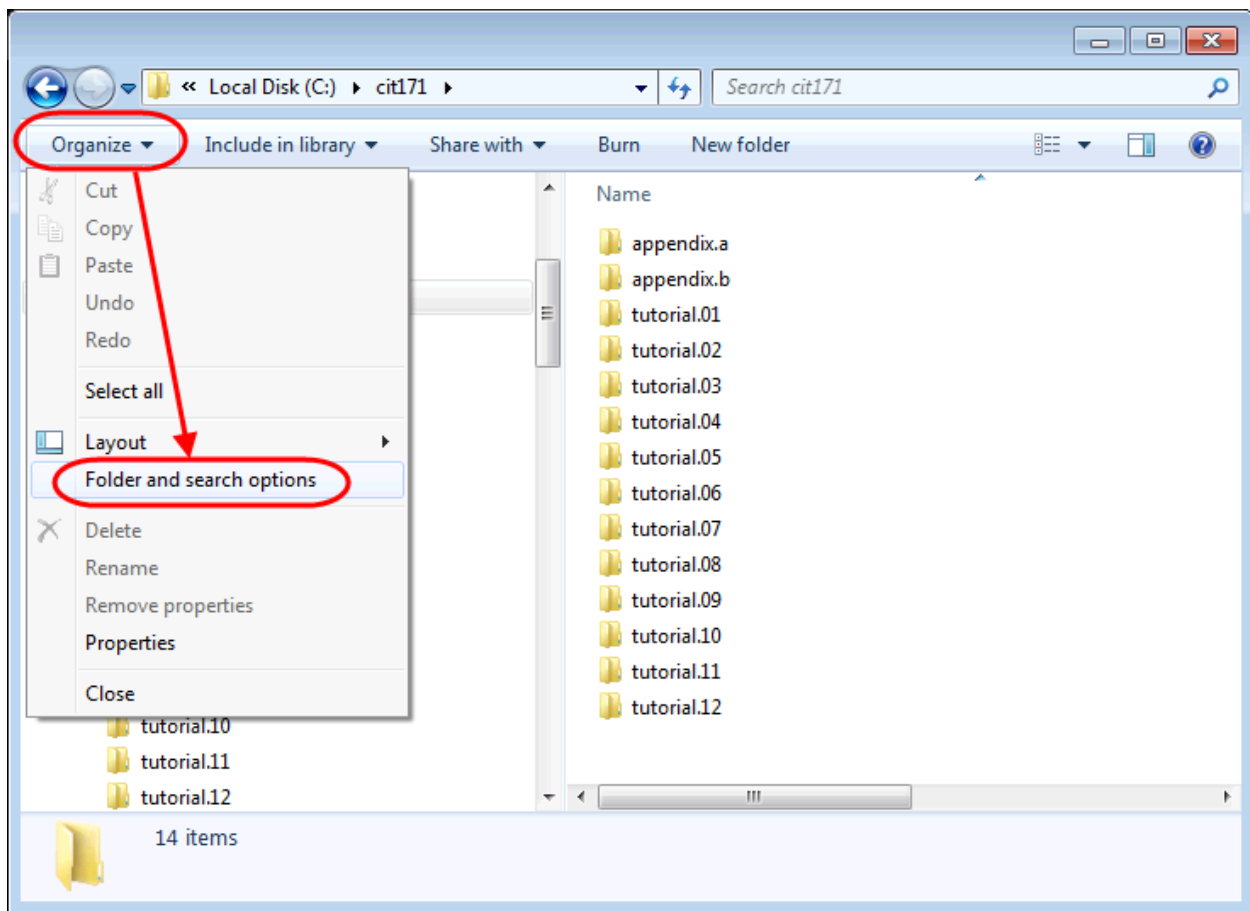 « Local Disk (C:) ▸ cit171 ▸ Search cit171
Organize Include in library Share with Burn New folder
Cut
Copy
Paste
Undo
Redo
Select all
Layout
Folder and search options
Delete
Rename
Remove properties
Properties
Close
tutorial.10
tutorial.11
tutorial.12
Name
appendix.a
appendix.b
tutorial.01
tutorial.02
tutorial.03
tutorial.04
tutorial.05
tutorial.06
tutorial.07
tutorial.08
tutorial.09
tutorial.10
tutorial.11
tutorial.12
14 items